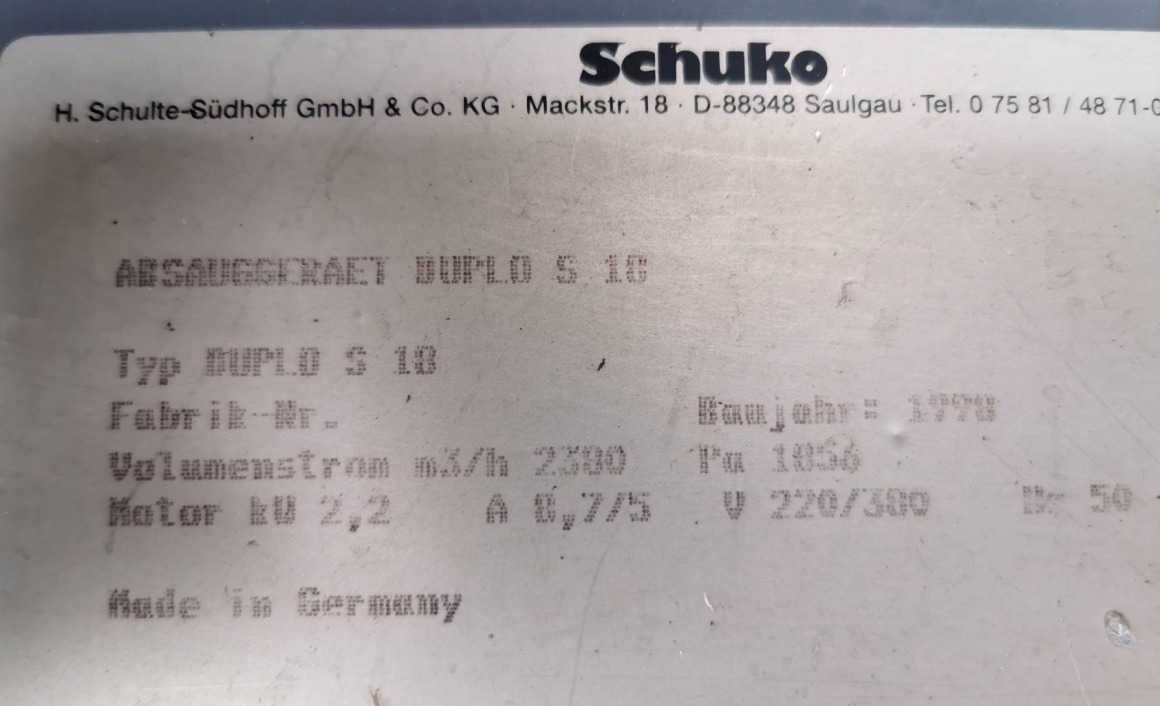 Schuko
H. Schulte-Südhoff GmbH & Co. KG · Mackstr. 18 · D-88348 Saulgau · Tel. 0 75 81 / 48 71-0
ABSAUGGERAET DUPLO S 18
Typ DUPLO S 18
Fabrik-Nr. Baujahr:
Volumenstrom m3/h 2380 Pa 1856
Motor kW 2,2 A 8,7/5 V 220/380 Hz 50
Made in Germany